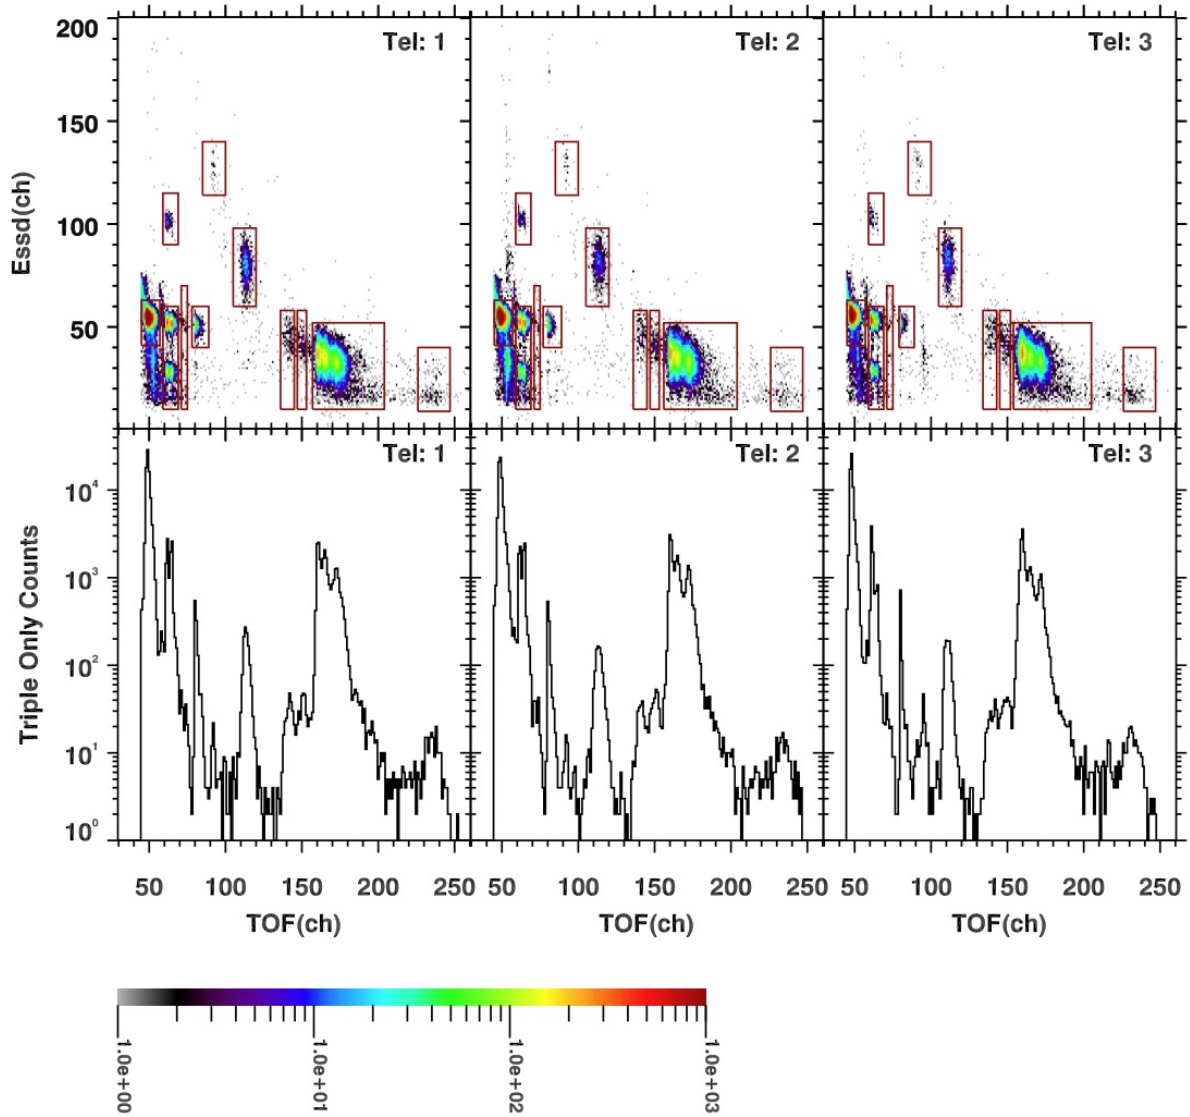 Tel: 1
Tel: 2
Tel: 3
200
150
100
50
Essd(ch)
Tel: 1
Tel: 2
Tel: 3
10⁴
10³
10²
10¹
10⁰
Triple Only Counts
50 100 150 200 250
50 100 150 200 250
50 100 150 200 250
TOF(ch)
TOF(ch)
TOF(ch)
1.0e+00
1.0e+01
1.0e+02
1.0e+03